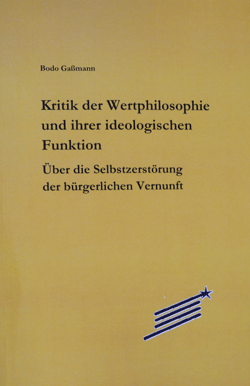 Bodo Gaßmann
Kritik der Wertphilosophie
und ihrer ideologischen
Funktion
Über die Selbstzerstörung
der bürgerlichen Vernunft